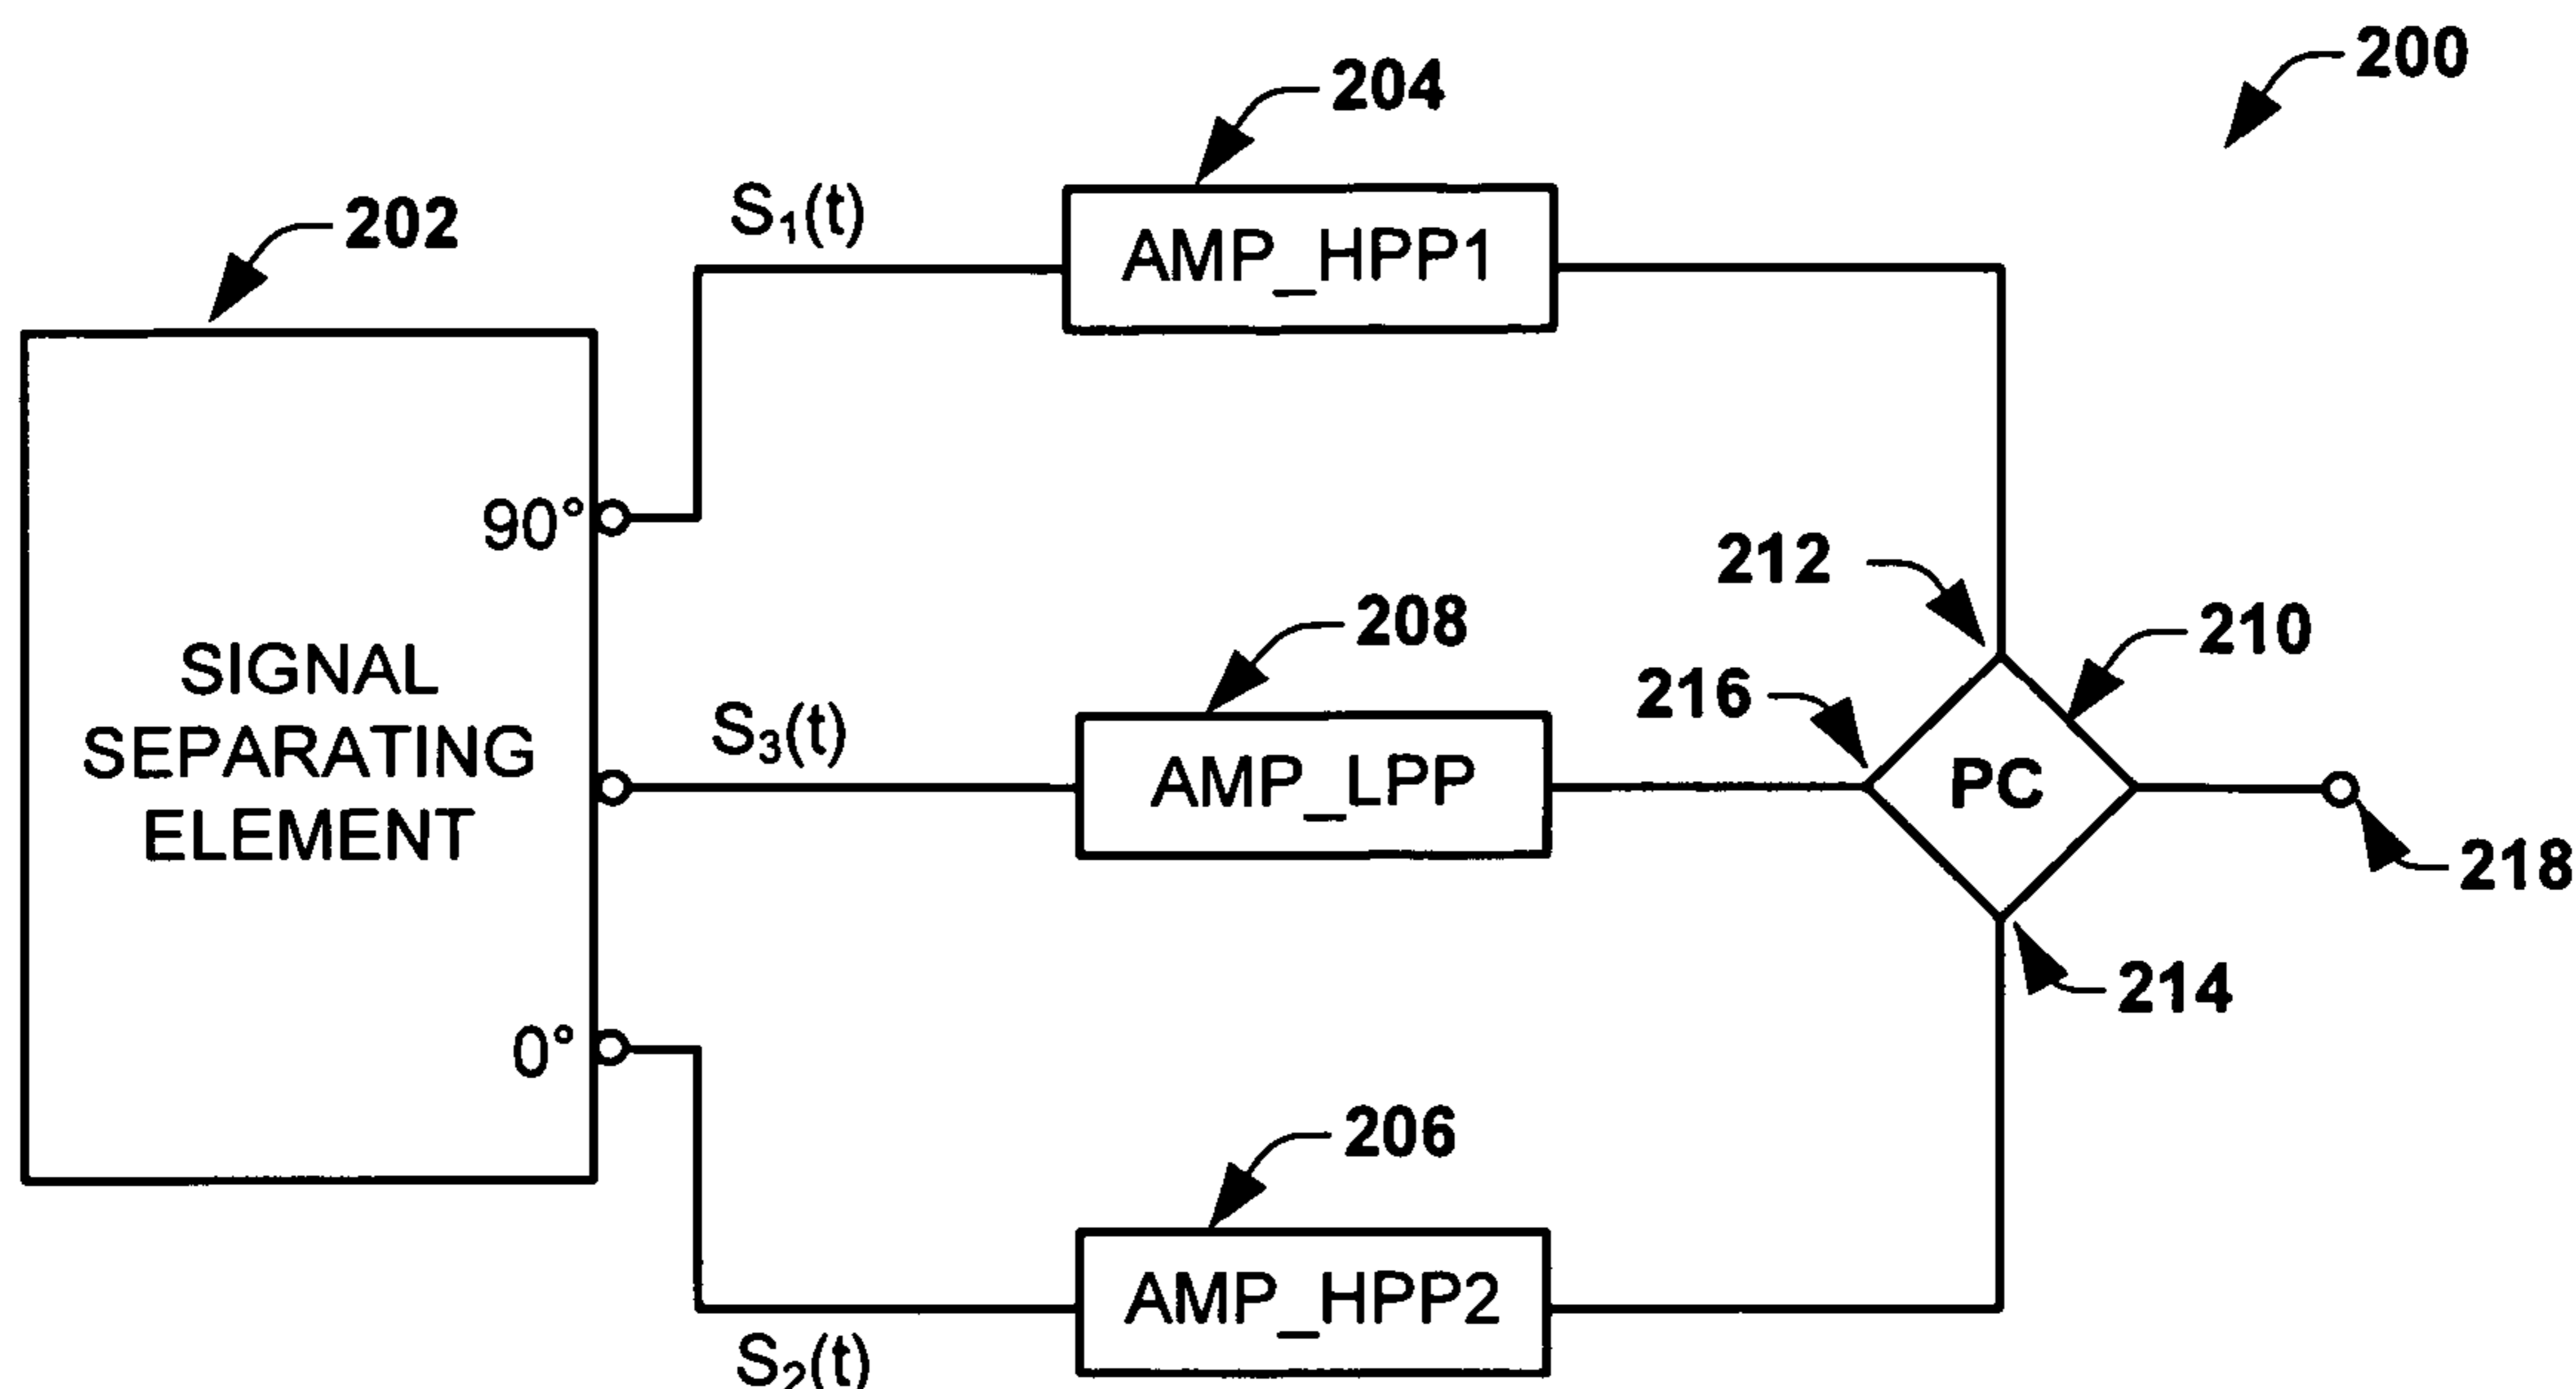 200
204
202
S₁(t)
AMP_HPP1
90°
212
208
210
216
SIGNAL
SEPARATING
ELEMENT
S₃(t)
AMP_LPP
PC
218
214
0°
206
AMP_HPP2
S₂(t)